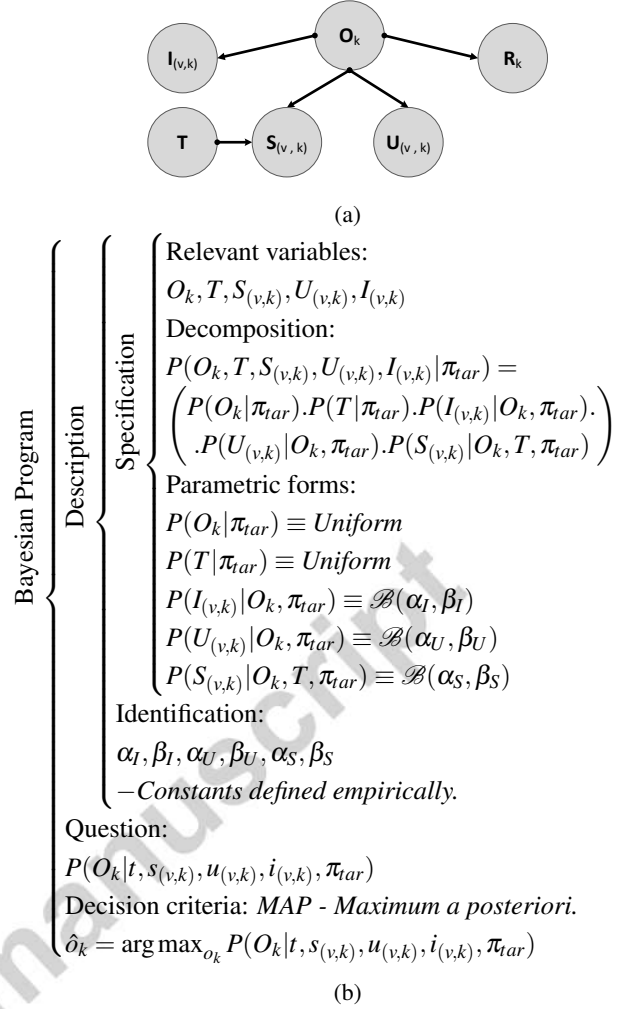 O_k
I_(v,k)
R_k
T
S_(v , k)
U_(v , k)
(a)
Bayesian Program
Description
Specification
Relevant variables:
O_k, T, S_(v,k), U_(v,k), I_(v,k)
Decomposition:
P(O_k, T, S_(v,k), U_(v,k), I_(v,k)|π_tar) =
(P(O_k|π_tar).P(T|π_tar).P(I_(v,k)|O_k, π_tar).
.P(U_(v,k)|O_k, π_tar).P(S_(v,k)|O_k, T, π_tar))
Parametric forms:
P(O_k|π_tar) ≡ Uniform
P(T|π_tar) ≡ Uniform
P(I_(v,k)|O_k, π_tar) ≡ ℬ(α_I, β_I)
P(U_(v,k)|O_k, π_tar) ≡ ℬ(α_U, β_U)
P(S_(v,k)|O_k, T, π_tar) ≡ ℬ(α_S, β_S)
Identification:
α_I, β_I, α_U, β_U, α_S, β_S
−Constants defined empirically.
Question:
P(O_k|t, s_(v,k), u_(v,k), i_(v,k), π_tar)
Decision criteria: MAP - Maximum a posteriori.
ô_k = arg max_o_k P(O_k|t, s_(v,k), u_(v,k), i_(v,k), π_tar)
(b)
manuscript